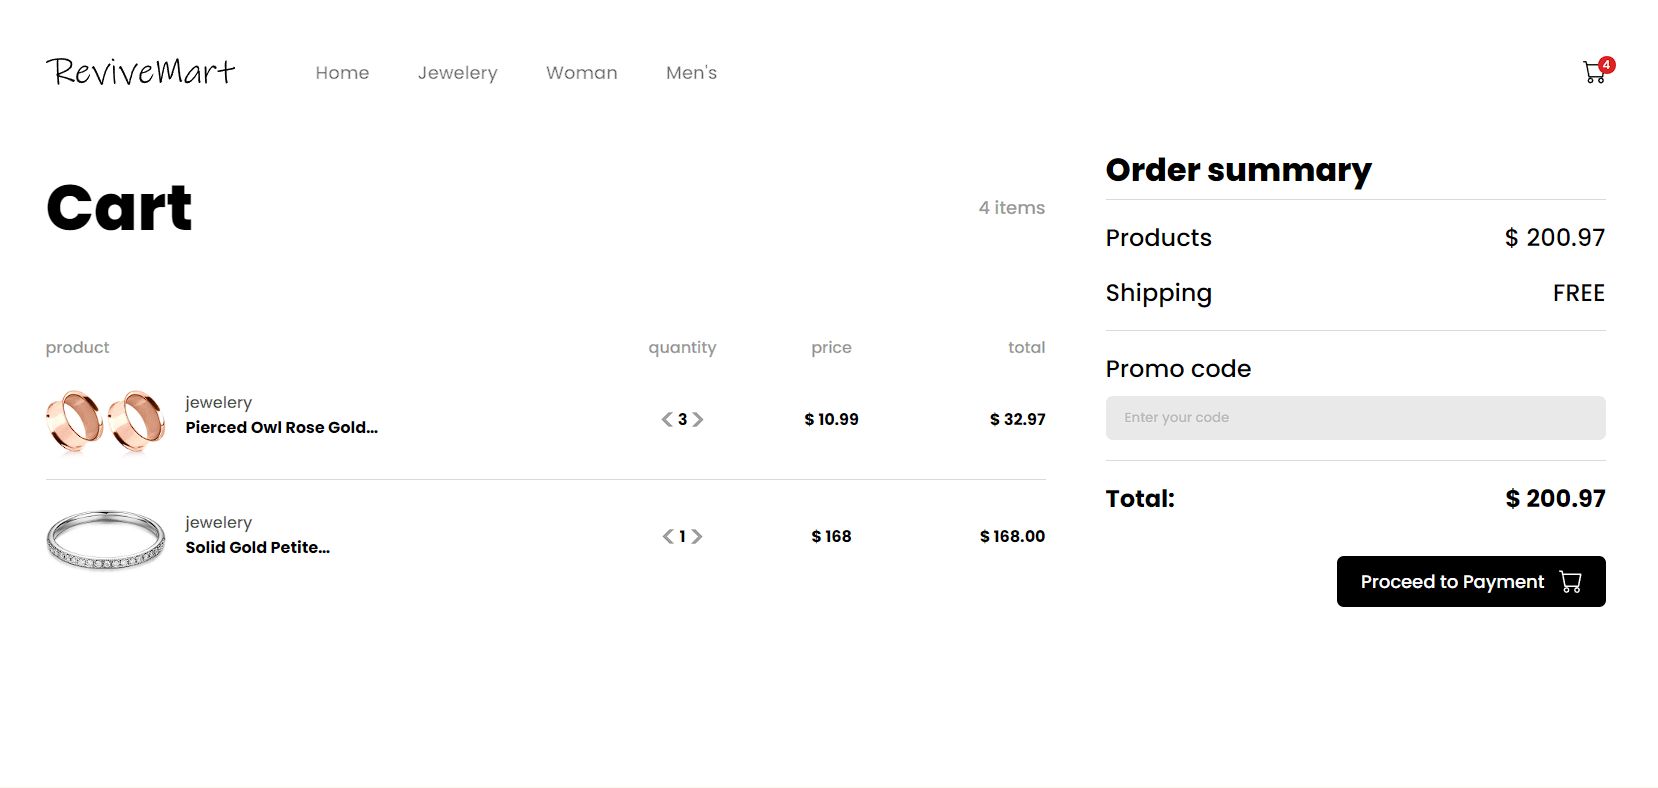 ReviveMart
Home
Jewelery
Woman
Men's
4
Cart
4 items
product
quantity
price
total
jewelery
Pierced Owl Rose Gold...
3
$ 10.99
$ 32.97
jewelery
Solid Gold Petite...
1
$ 168
$ 168.00
Order summary
Products
$ 200.97
Shipping
FREE
Promo code
Enter your code
Total:
$ 200.97
Proceed to Payment